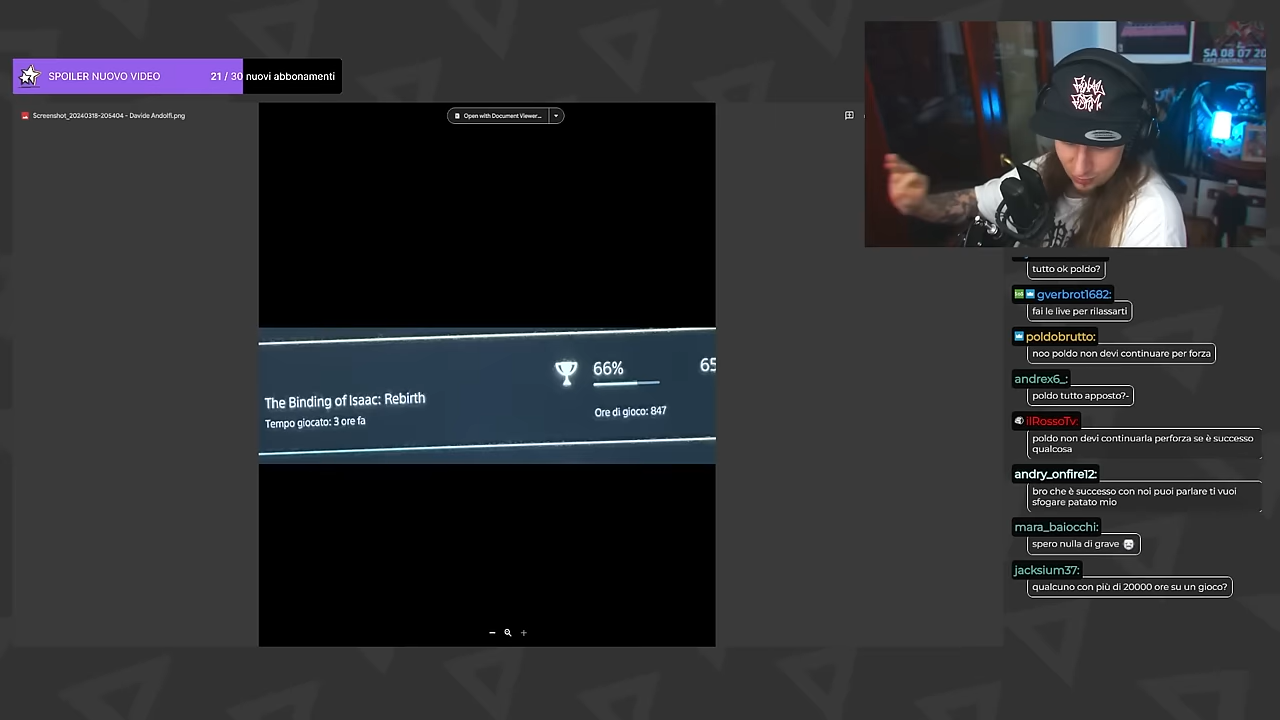 SPOILER NUOVO VIDEO 21 / 30 nuovi abbonamenti
Screenshot_20240318-205404 - Davide Andolfi.png
Open with Document Viewer...
SA 08 07 20
66%
65
The Binding of Isaac: Rebirth
Tempo giocato: 3 ore fa
Ore di gioco: 847
tutto ok poldo?
gverbrot1682:
fai le live per rilassarti
poldobrutto:
noo poldo non devi continuare per forza
andrex6_:
poldo tutto apposto?-
ilRossoTv:
poldo non devi continuarla perforza se è successo
qualcosa
andry_onfire12:
bro che è successo con noi puoi parlare ti vuoi
sfogare patato mio
mara_baiocchi:
spero nulla di grave
jacksium37:
qualcuno con più di 20000 ore su un gioco?